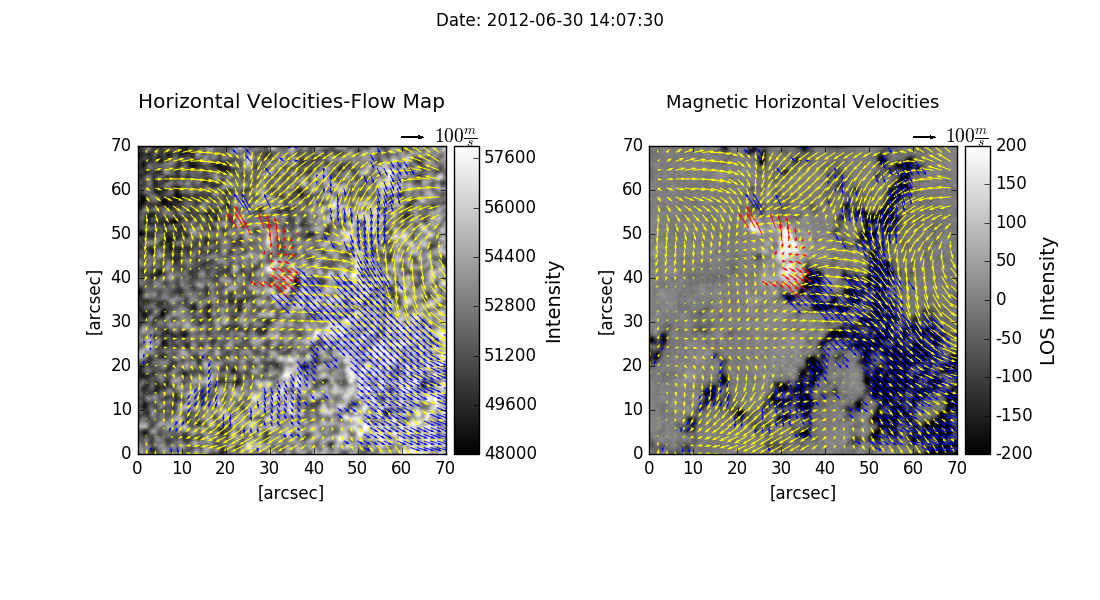 Date: 2012-06-30 14:07:30
Horizontal Velocities-Flow Map
100 m/s
70
60
50
40
30
20
10
0
[arcsec]
0 10 20 30 40 50 60 70
[arcsec]
57600
56000
54400
52800
51200
49600
48000
Intensity
Magnetic Horizontal Velocities
100 m/s
70
60
50
40
30
20
10
0
[arcsec]
0 10 20 30 40 50 60 70
[arcsec]
200
150
100
50
0
-50
-100
-150
-200
LOS Intensity